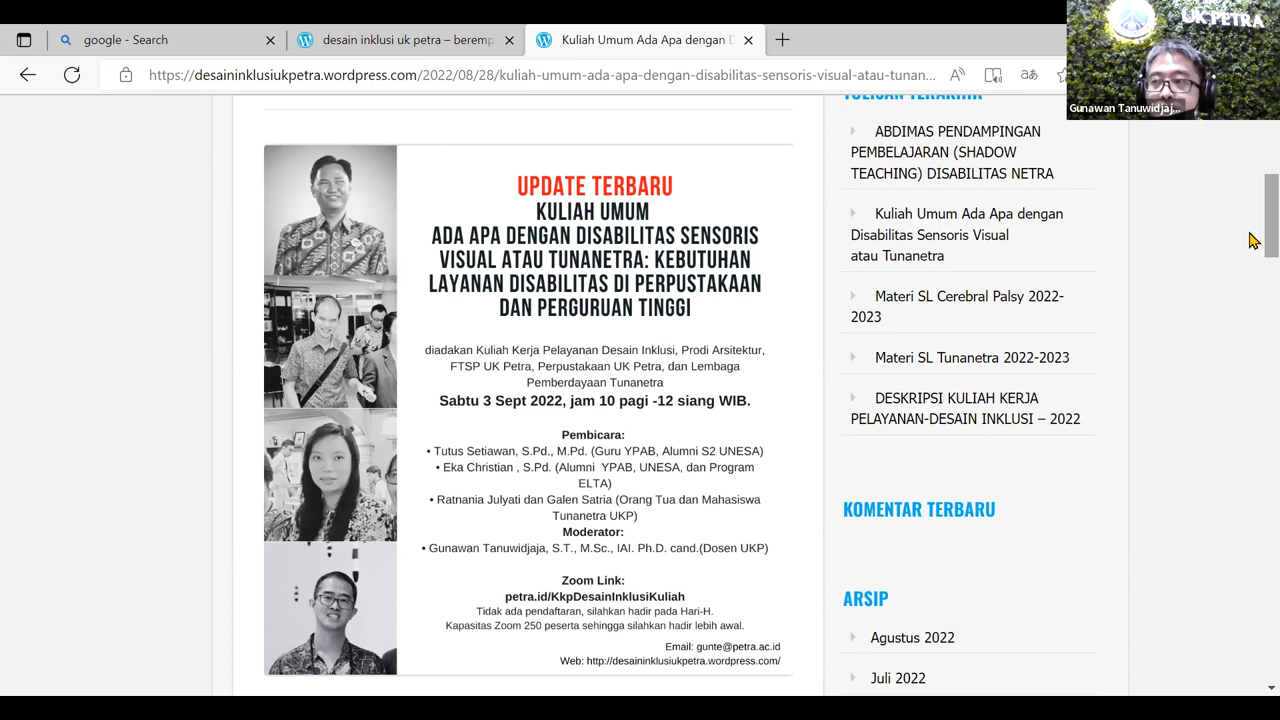 google - Search
desain inklusi uk petra – beremp
Kuliah Umum Ada Apa dengan D
https://desaininklusiukpetra.wordpress.com/2022/08/28/kuliah-umum-ada-apa-dengan-disabilitas-sensoris-visual-atau-tunan...
UK PETRA
Gunawan Tanuwidjaj...
UPDATE TERBARU
KULIAH UMUM
ADA APA DENGAN DISABILITAS SENSORIS
VISUAL ATAU TUNANETRA: KEBUTUHAN
LAYANAN DISABILITAS DI PERPUSTAKAAN
DAN PERGURUAN TINGGI
diadakan Kuliah Kerja Pelayanan Desain Inklusi, Prodi Arsitektur,
FTSP UK Petra, Perpustakaan UK Petra, dan Lembaga
Pemberdayaan Tunanetra
Sabtu 3 Sept 2022, jam 10 pagi -12 siang WIB.
Pembicara:
• Tutus Setiawan, S.Pd., M.Pd. (Guru YPAB, Alumni S2 UNESA)
• Eka Christian , S.Pd. (Alumni YPAB, UNESA, dan Program
ELTA)
• Ratnania Julyati dan Galen Satria (Orang Tua dan Mahasiswa
Tunanetra UKP)
Moderator:
• Gunawan Tanuwidjaja, S.T., M.Sc., IAI. Ph.D. cand.(Dosen UKP)
Zoom Link:
petra.id/KkpDesainInklusiKuliah
Tidak ada pendaftaran, silahkan hadir pada Hari-H.
Kapasitas Zoom 250 peserta sehingga silahkan hadir lebih awal.
Email: gunte@petra.ac.id
Web: http://desaininklusiukpetra.wordpress.com/
TULISAN TERAKHIR
ABDIMAS PENDAMPINGAN
PEMBELAJARAN (SHADOW
TEACHING) DISABILITAS NETRA
Kuliah Umum Ada Apa dengan
Disabilitas Sensoris Visual
atau Tunanetra
Materi SL Cerebral Palsy 2022-
2023
Materi SL Tunanetra 2022-2023
DESKRIPSI KULIAH KERJA
PELAYANAN-DESAIN INKLUSI – 2022
KOMENTAR TERBARU
ARSIP
Agustus 2022
Juli 2022